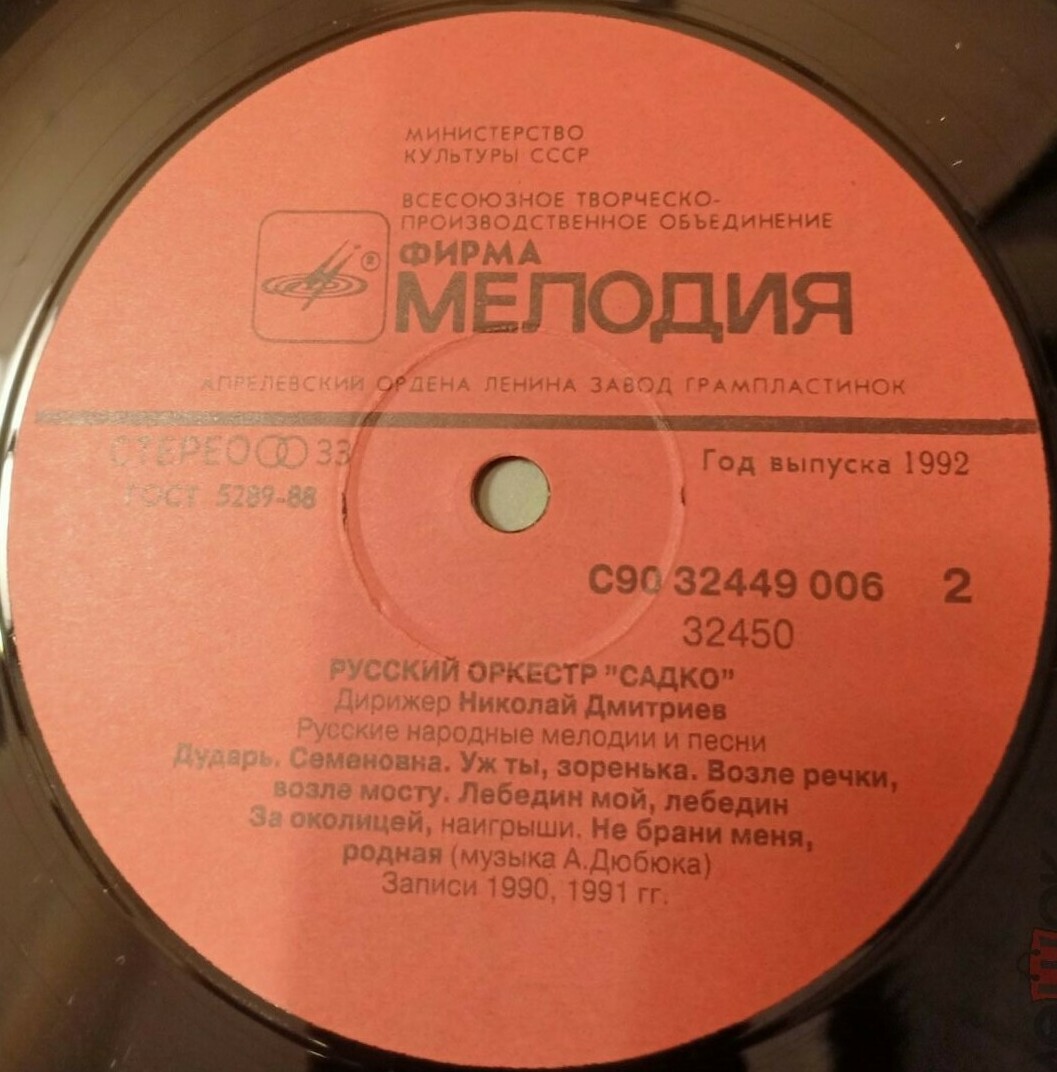 МИНИСТЕРСТВО
КУЛЬТУРЫ СССР
ВСЕСОЮЗНОЕ ТВОРЧЕСКО-
ПРОИЗВОДСТВЕННОЕ ОБЪЕДИНЕНИЕ
ФИРМА
®
МЕЛОДИЯ
АПРЕЛЕВСКИЙ ОРДЕНА ЛЕНИНА ЗАВОД ГРАМПЛАСТИНОК
СТЕРЕО 33
Год выпуска 1992
ГОСТ 5289-88
С90 32449 006 2
32450
РУССКИЙ ОРКЕСТР "САДКО"
Дирижер Николай Дмитриев
Русские народные мелодии и песни
Дударь. Семеновна. Уж ты, зоренька. Возле речки,
возле мосту. Лебедин мой, лебедин
За околицей, наигрыши. Не брани меня,
родная (музыка А.Дюбюка)
Записи 1990, 1991 гг.